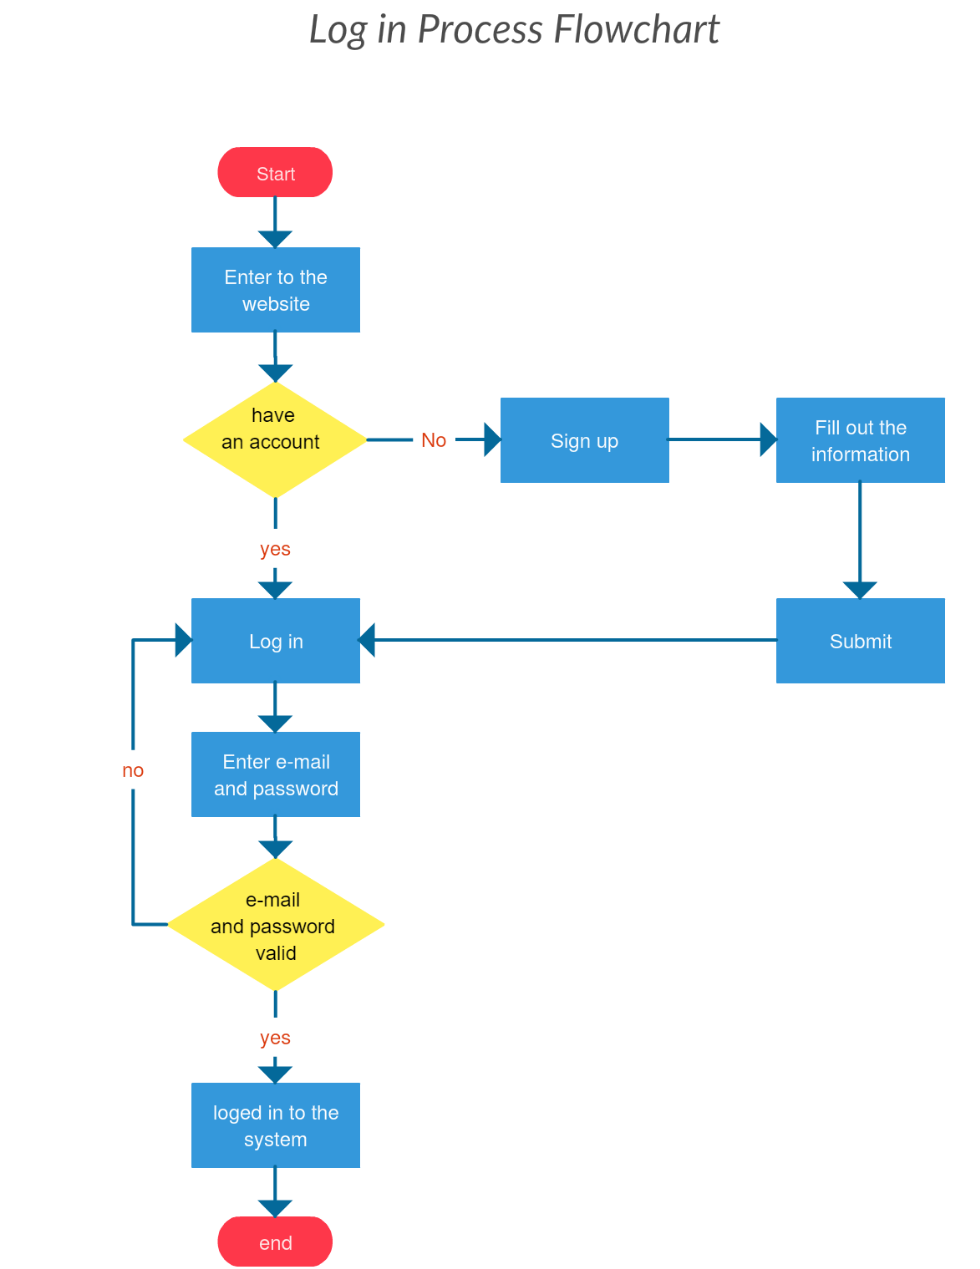 Log in Process Flowchart
Start
Enter to the
website
have
an account
No
Sign up
Fill out the
information
yes
Log in
Submit
no
Enter e-mail
and password
e-mail
and password
valid
yes
loged in to the
system
end